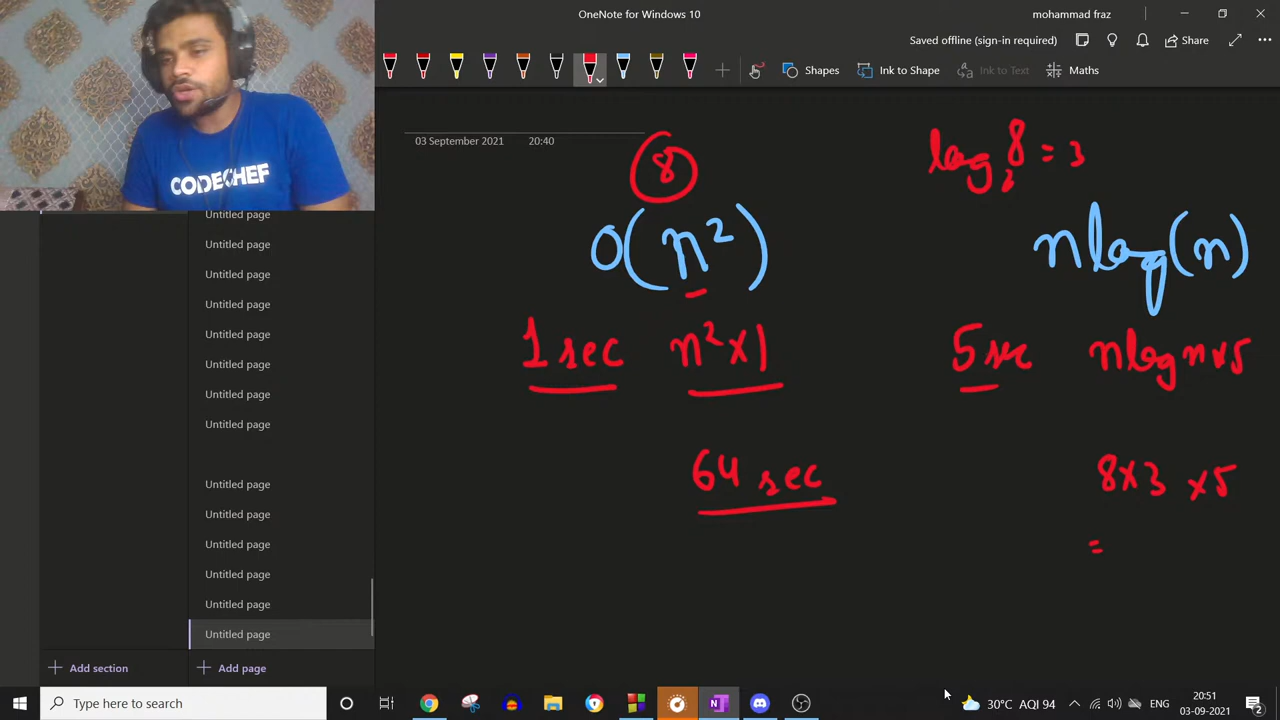 OneNote for Windows 10
mohammad fraz
Saved offline (sign-in required)
Share
Shapes
Ink to Shape
Ink to Text
Maths
CODECHEF
03 September 2021 20:40
8
log₂8 = 3
O(n²)
nlog(n)
1 sec n²×1
5 sec nlogn×5
64 sec
8×3 ×5
=
Untitled page
Untitled page
Untitled page
Untitled page
Untitled page
Untitled page
Untitled page
Untitled page
Untitled page
Untitled page
Untitled page
Untitled page
Untitled page
Untitled page
Add section
Add page
Type here to search
30°C AQI 94
ENG
20:51
03-09-2021
2